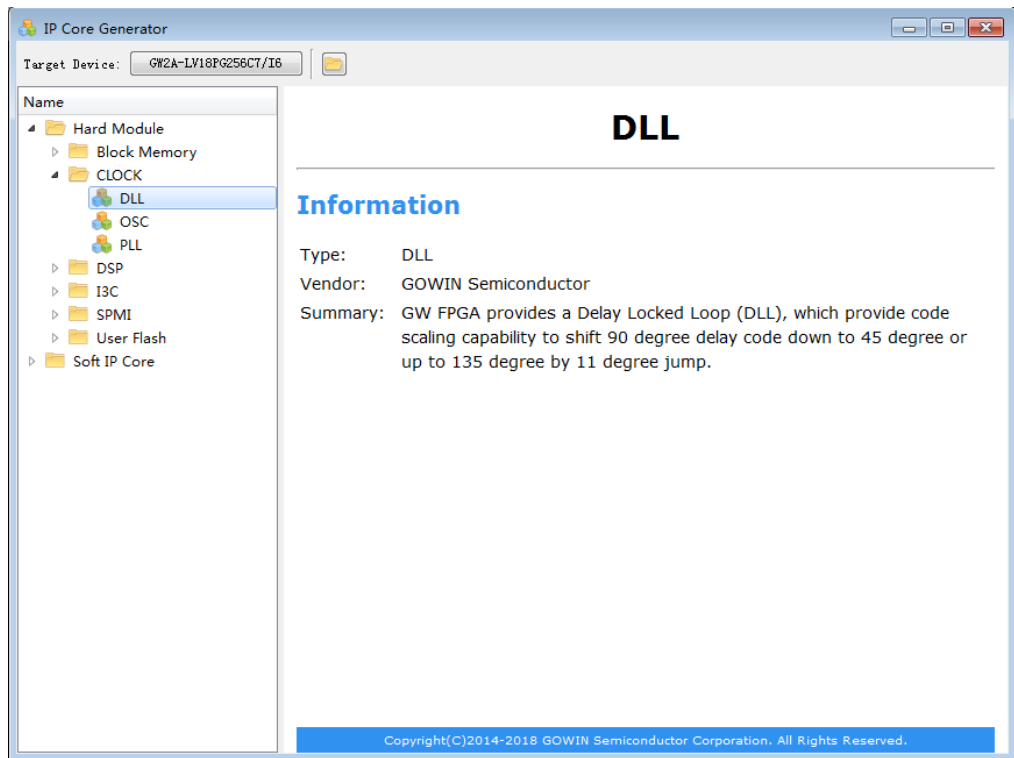 IP Core Generator
Target Device: GW2A-LV18PG256C7/I6
Name
Hard Module
Block Memory
CLOCK
DLL
OSC
PLL
DSP
I3C
SPMI
User Flash
Soft IP Core
DLL
Information
Type: DLL
Vendor: GOWIN Semiconductor
Summary: GW FPGA provides a Delay Locked Loop (DLL), which provide code
scaling capability to shift 90 degree delay code down to 45 degree or
up to 135 degree by 11 degree jump.
Copyright(C)2014-2018 GOWIN Semiconductor Corporation. All Rights Reserved.